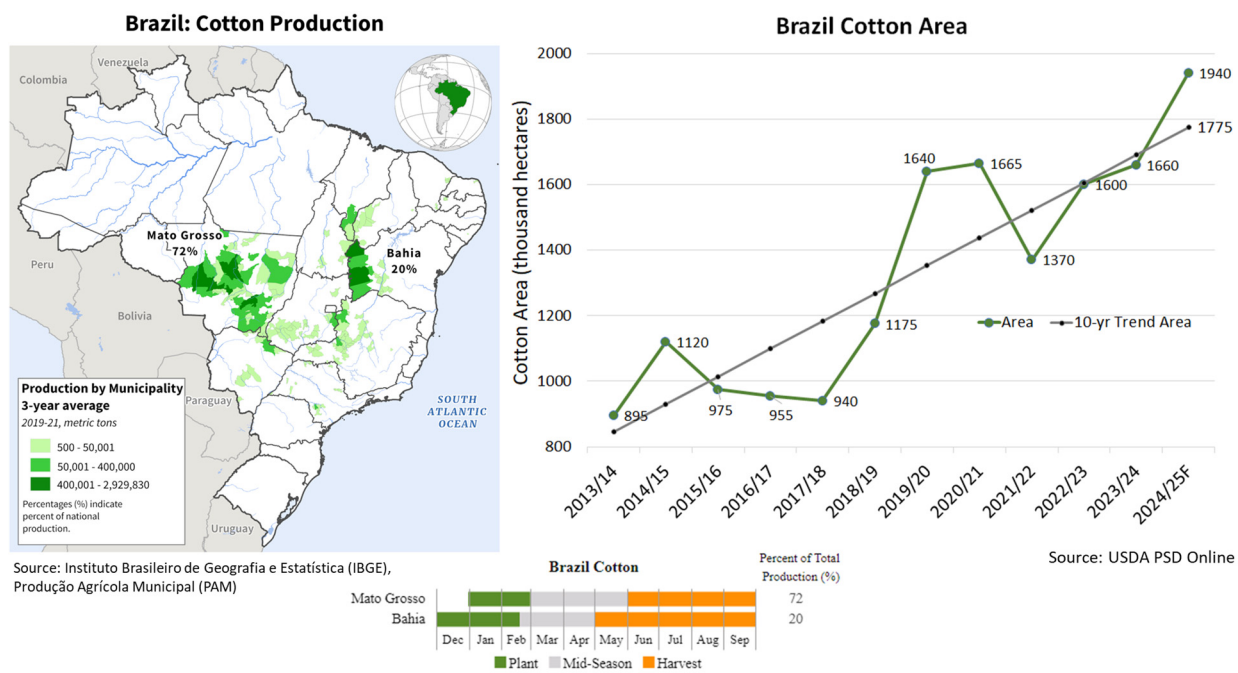 Brazil: Cotton Production
Venezuela
Colombia
Mato Grosso
72%
Bahia
20%
Peru
Bolivia
Paraguay
SOUTH
ATLANTIC
OCEAN
Uruguay
Production by Municipality
3-year average
2019-21, metric tons
500 - 50,001
50,001 - 400,000
400,001 - 2,929,830
Percentages (%) indicate
percent of national
production.
Source: Instituto Brasileiro de Geografia e Estatística (IBGE),
Produção Agrícola Municipal (PAM)
Brazil Cotton Area
Cotton Area (thousand hectares)
2000
1800
1600
1400
1200
1000
800
895
1120
975
955
940
1175
1640
1665
1370
1600
1660
1940
1775
Area
10-yr Trend Area
2013/14
2014/15
2015/16
2016/17
2017/18
2018/19
2019/20
2020/21
2021/22
2022/23
2023/24
2024/25F
Source: USDA PSD Online
Brazil Cotton
Percent of Total
Production (%)
Mato Grosso 72
Bahia 20
Dec Jan Feb Mar Apr May Jun Jul Aug Sep
Plant Mid-Season Harvest